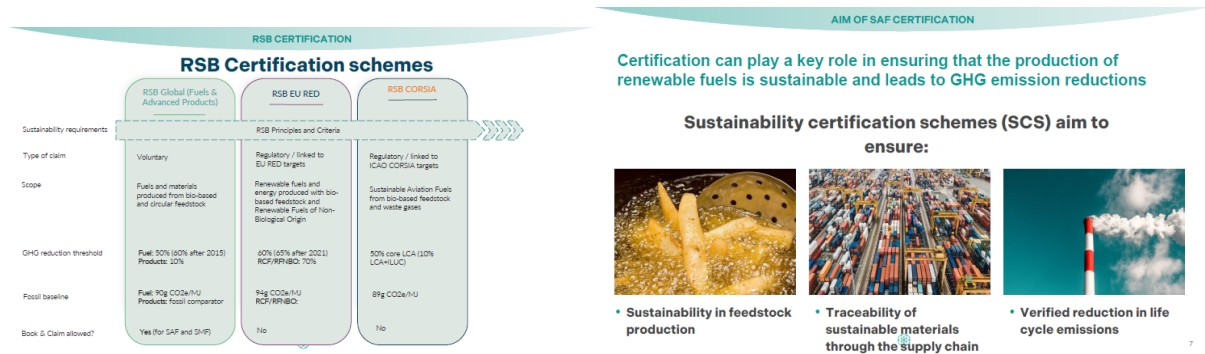 RSB CERTIFICATION
RSB Certification schemes
RSB Global (Fuels &
Advanced Products)
RSB EU RED
RSB CORSIA
Sustainability requirements
RSB Principles and Criteria
Type of claim
Voluntary
Regulatory / linked to
EU RED targets
Regulatory / linked to
ICAO CORSIA targets
Scope
Fuels and materials
produced from bio-based
and circular feedstock
Renewable fuels and
energy produced with bio-
based feedstock and
Renewable Fuels of Non-
Biological Origin
Sustainable Aviation Fuels
from bio-based feedstock
and waste gases
GHG reduction threshold
Fuel: 50% (60% after 2015)
Products: 10%
60% (65% after 2021)
RCF/RFNBO: 70%
50% core LCA (10%
LCA+ILUC)
Fossil baseline
Fuel: 90g CO2e/MJ
Products: fossil comparator
94g CO2e/MJ
RCF/RFNBO:
89g CO2e/MJ
Book & Claim allowed?
Yes (for SAF and SMF)
No
No
AIM OF SAF CERTIFICATION
Certification can play a key role in ensuring that the production of
renewable fuels is sustainable and leads to GHG emission reductions
Sustainability certification schemes (SCS) aim to
ensure:
• Sustainability in feedstock
production
• Traceability of
sustainable materials
through the supply chain
• Verified reduction in life
cycle emissions
7